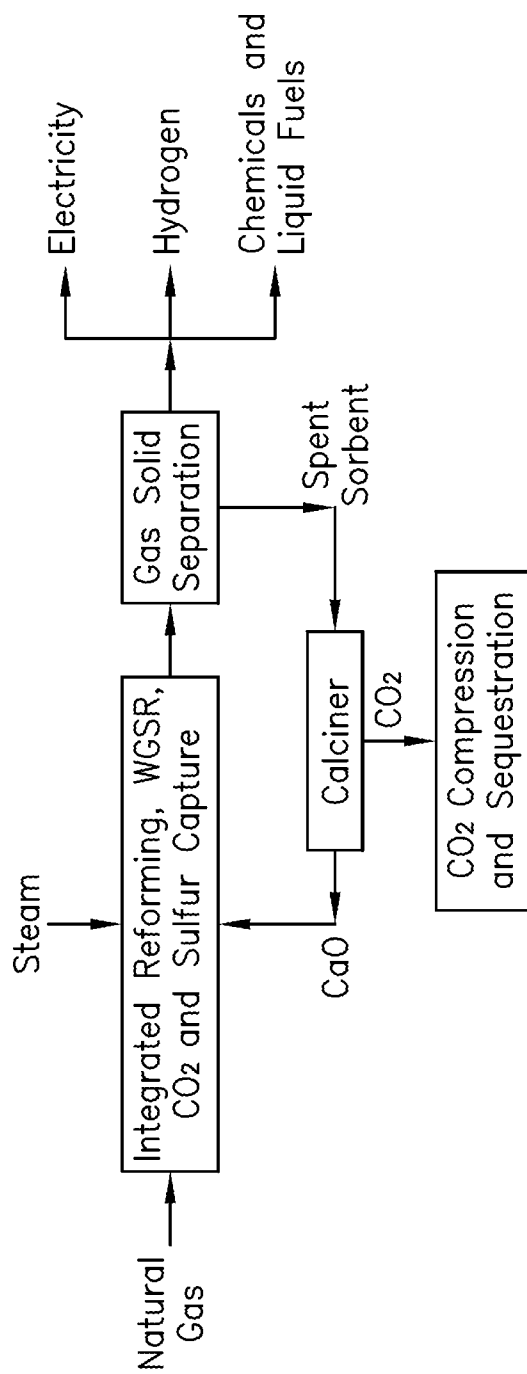 Steam
Natural
Gas
Integrated Reforming, WGSR,
CO2 and Sulfur Capture
Gas Solid
Separation
Electricity
Hydrogen
Chemicals and
Liquid Fuels
Spent
Sorbent
CaO
Calciner
CO2
CO2 Compression
and Sequestration